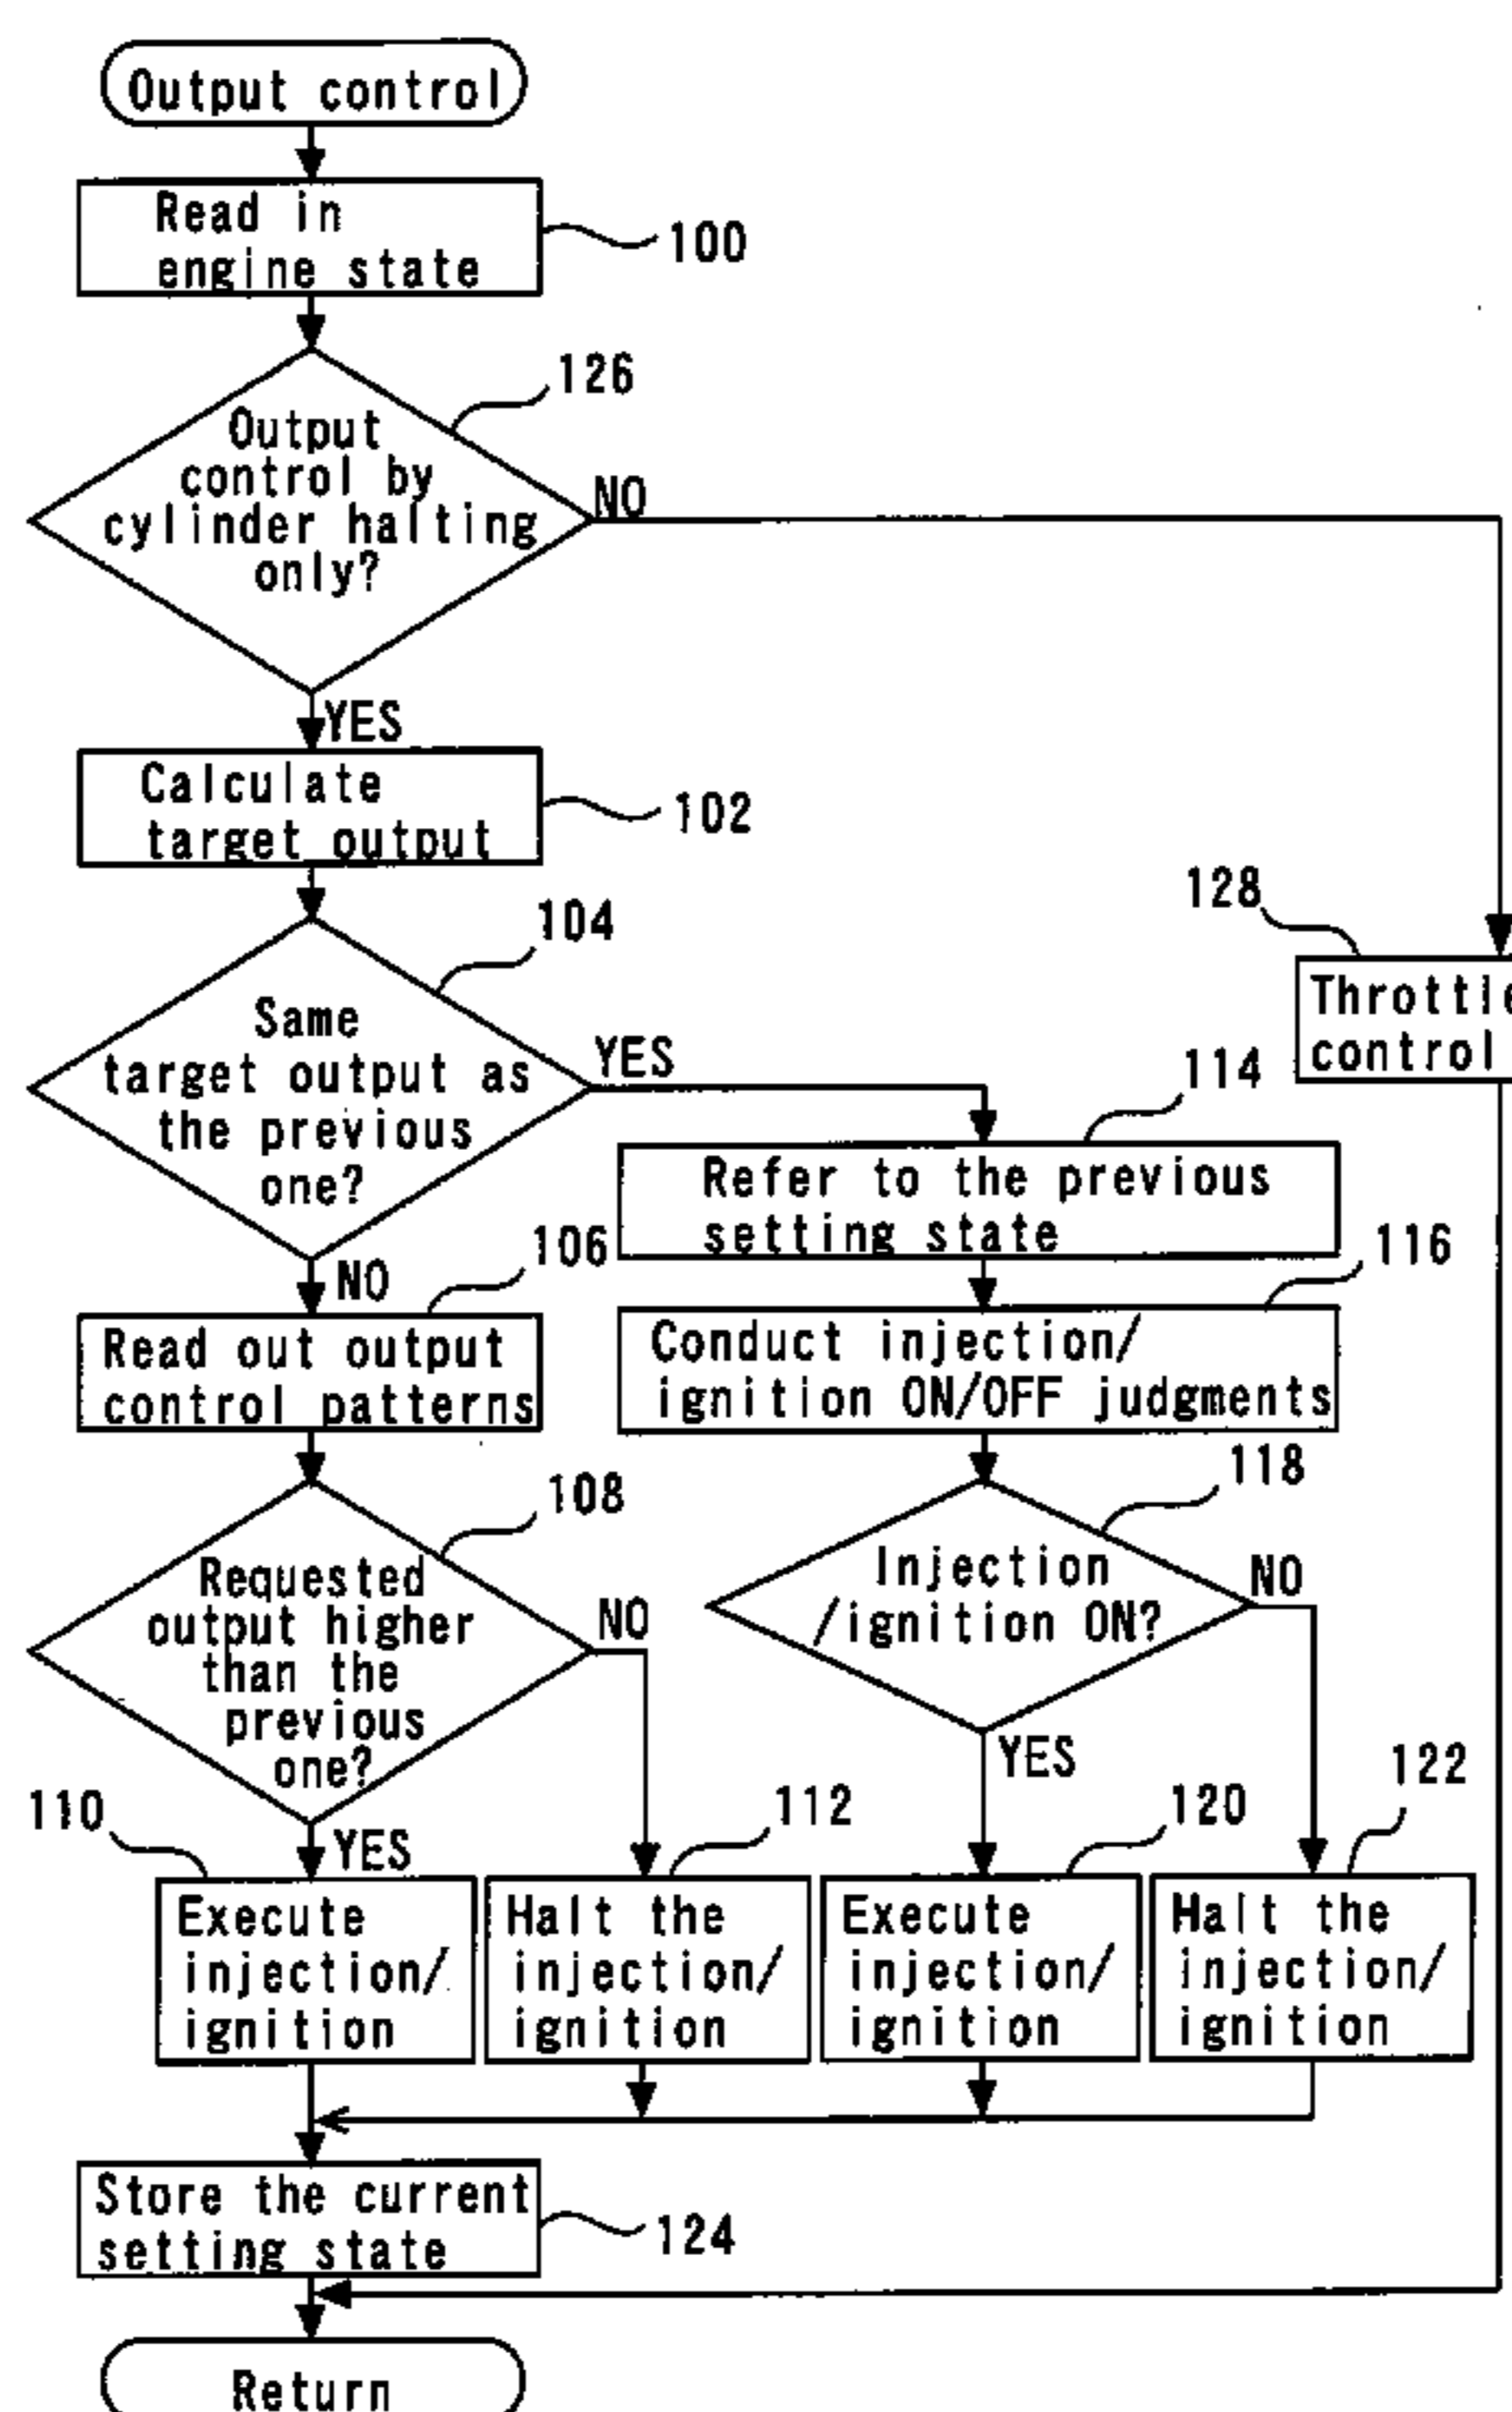 Output control
Read in
engine state
100
126
Output
control by
cylinder halting
only?
NO
YES
Calculate
target output
102
104
128
Throttle
control
Same
target output as
the previous
one?
YES
114
Refer to the previous
setting state
NO
106
116
Read out output
control patterns
Conduct injection/
ignition ON/OFF judgments
108
118
Requested
output higher
than the
previous
one?
NO
Injection
/ignition ON?
NO
YES
YES
110
112
120
122
Execute
injection/
ignition
Halt the
injection/
ignition
Execute
injection/
ignition
Halt the
injection/
ignition
Store the current
setting state
124
Return